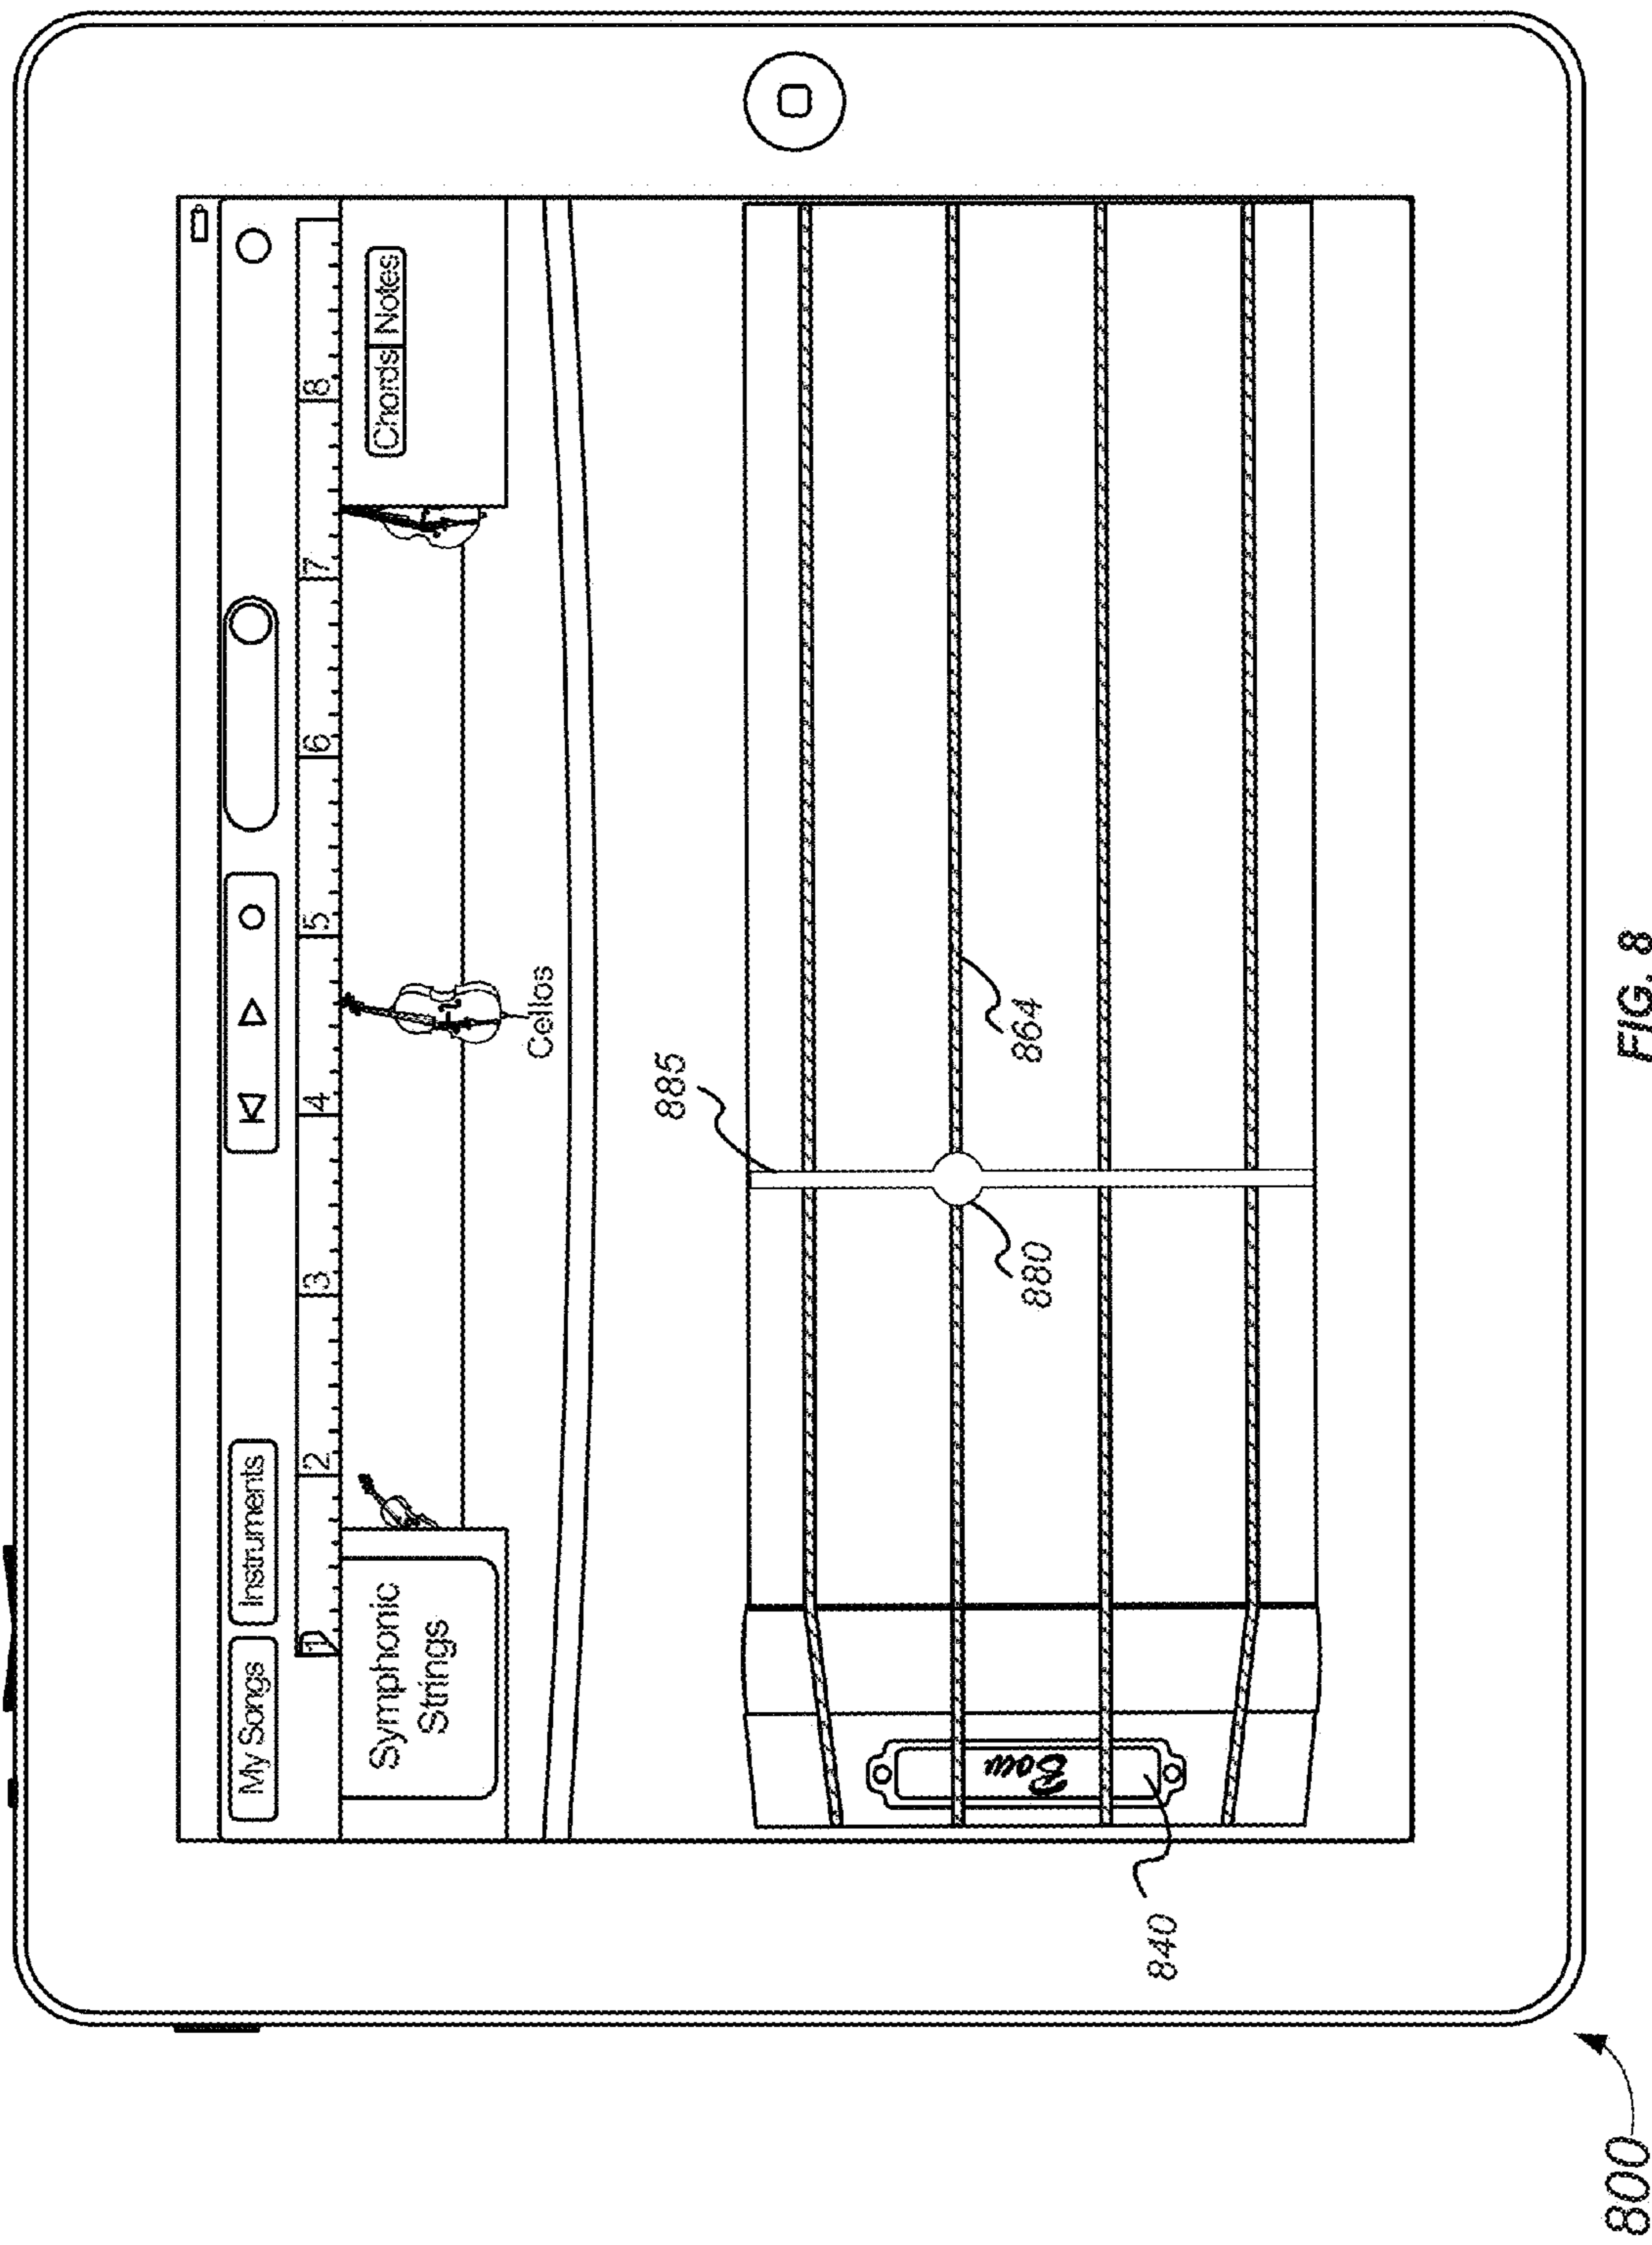 My Songs
Instruments
1 2 3 4 5 6 7 8
Symphonic
Strings
Cellos
Chords Notes
885
864
880
Bow
840
800
FIG. 8